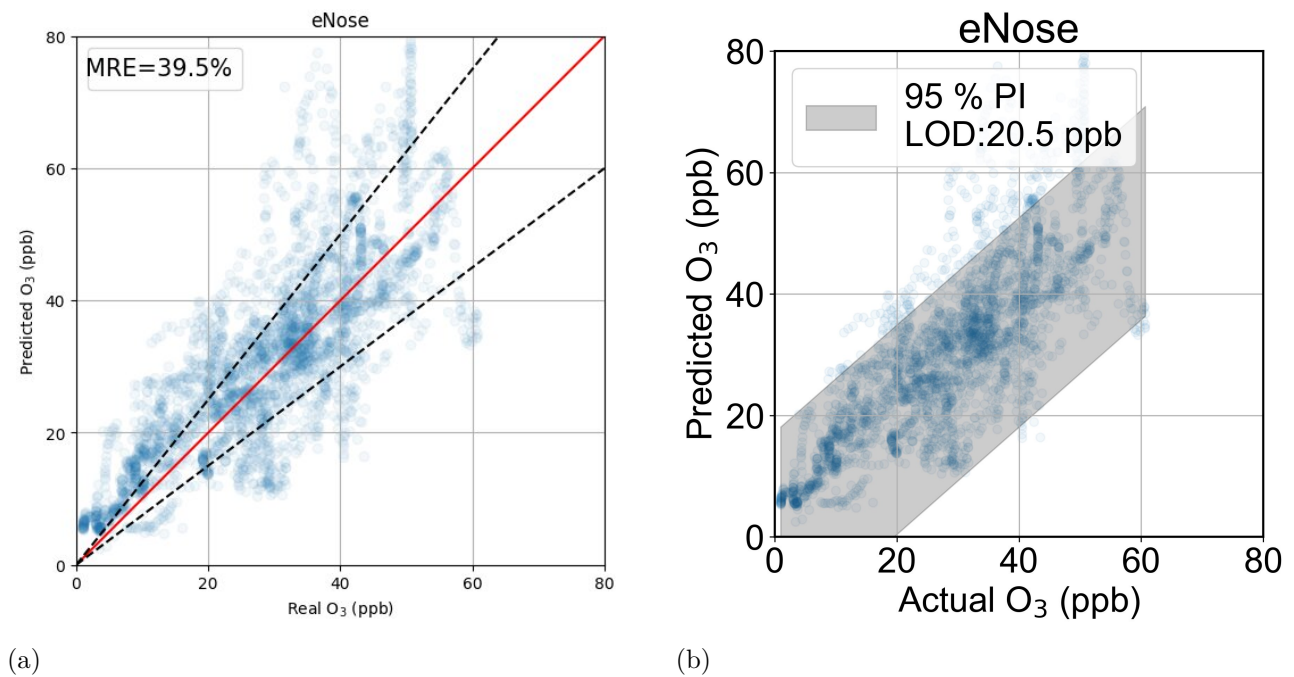 eNose
MRE=39.5%
80
60
40
20
0
Predicted O₃ (ppb)
0 20 40 60 80
Real O₃ (ppb)
(a)
eNose
95 % PI
LOD:20.5 ppb
80
60
40
20
0
Predicted O₃ (ppb)
0 20 40 60 80
Actual O₃ (ppb)
(b)